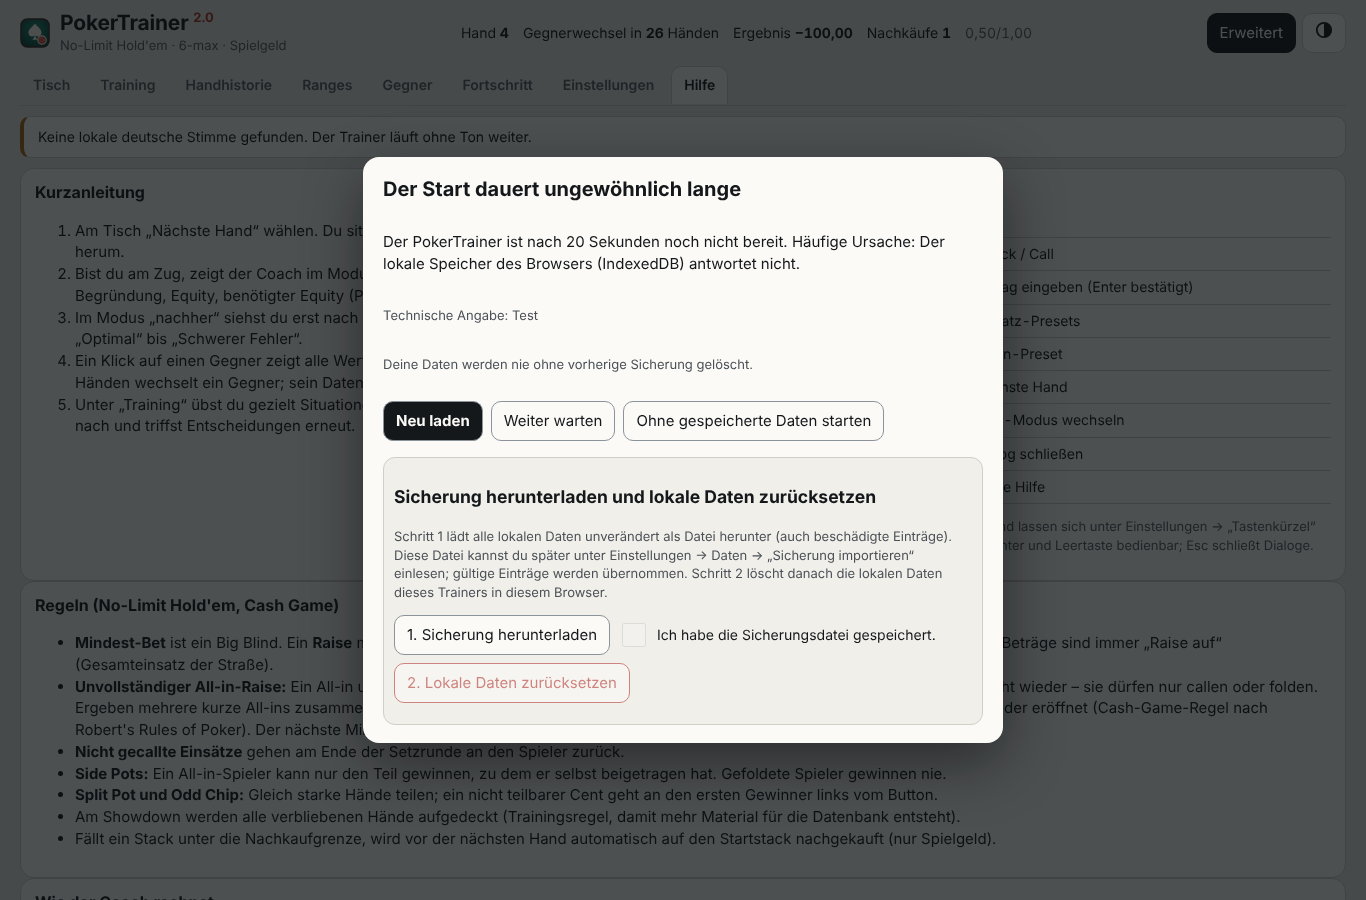 PokerTrainer 2.0
No-Limit Hold'em · 6-max · Spielgeld
Hand 4 Gegnerwechsel in 26 Händen Ergebnis −100,00 Nachkäufe 1 0,50/1,00
Erweitert
Tisch Training Handhistorie Ranges Gegner Fortschritt Einstellungen Hilfe
Keine lokale deutsche Stimme gefunden. Der Trainer läuft ohne Ton weiter.
Kurzanleitung
1. Am Tisch „Nächste Hand“ wählen. Du
herum.
2. Bist du am Zug, zeigt der Coach im
Begründung, Equity, benötigter Equity
3. Im Modus „nachher“ siehst du erst nach
„Optimal“ bis „Schwerer Fehler“.
4. Ein Klick auf einen Gegner zeigt alle
Händen wechselt ein Gegner; sein
5. Unter „Training“ übst du gezielt
nach und triffst Entscheidungen erneut.
/ Call
eingeben (Enter bestätigt)
-Presets
-Preset
Hand
-Modus wechseln
schließen
Hilfe
lassen sich unter Einstellungen → „Tastenkürzel“
und Leertaste bedienbar; Esc schließt Dialoge.
Der Start dauert ungewöhnlich lange
Der PokerTrainer ist nach 20 Sekunden noch nicht bereit. Häufige Ursache: Der
lokale Speicher des Browsers (IndexedDB) antwortet nicht.
Technische Angabe: Test
Deine Daten werden nie ohne vorherige Sicherung gelöscht.
Neu laden Weiter warten Ohne gespeicherte Daten starten
Sicherung herunterladen und lokale Daten zurücksetzen
Schritt 1 lädt alle lokalen Daten unverändert als Datei herunter (auch beschädigte Einträge).
Diese Datei kannst du später unter Einstellungen → Daten → „Sicherung importieren“
einlesen; gültige Einträge werden übernommen. Schritt 2 löscht danach die lokalen Daten
dieses Trainers in diesem Browser.
1. Sicherung herunterladen Ich habe die Sicherungsdatei gespeichert.
2. Lokale Daten zurücksetzen
Regeln (No-Limit Hold'em, Cash Game)
• Mindest-Bet ist ein Big Blind. Ein Raise Beträge sind immer „Raise auf“
(Gesamteinsatz der Straße).
• Unvollständiger All-in-Raise: Ein All-in wieder – sie dürfen nur callen oder folden.
Ergeben mehrere kurze All-ins eröffnet (Cash-Game-Regel nach
Robert's Rules of Poker). Der nächste
• Nicht gecallte Einsätze gehen am Ende der Setzrunde an den Spieler zurück.
• Side Pots: Ein All-in-Spieler kann nur den Teil gewinnen, zu dem er selbst beigetragen hat. Gefoldete Spieler gewinnen nie.
• Split Pot und Odd Chip: Gleich starke Hände teilen; ein nicht teilbarer Cent geht an den ersten Gewinner links vom Button.
• Am Showdown werden alle verbliebenen Hände aufgedeckt (Trainingsregel, damit mehr Material für die Datenbank entsteht).
• Fällt ein Stack unter die Nachkaufgrenze, wird vor der nächsten Hand automatisch auf den Startstack nachgekauft (nur Spielgeld).